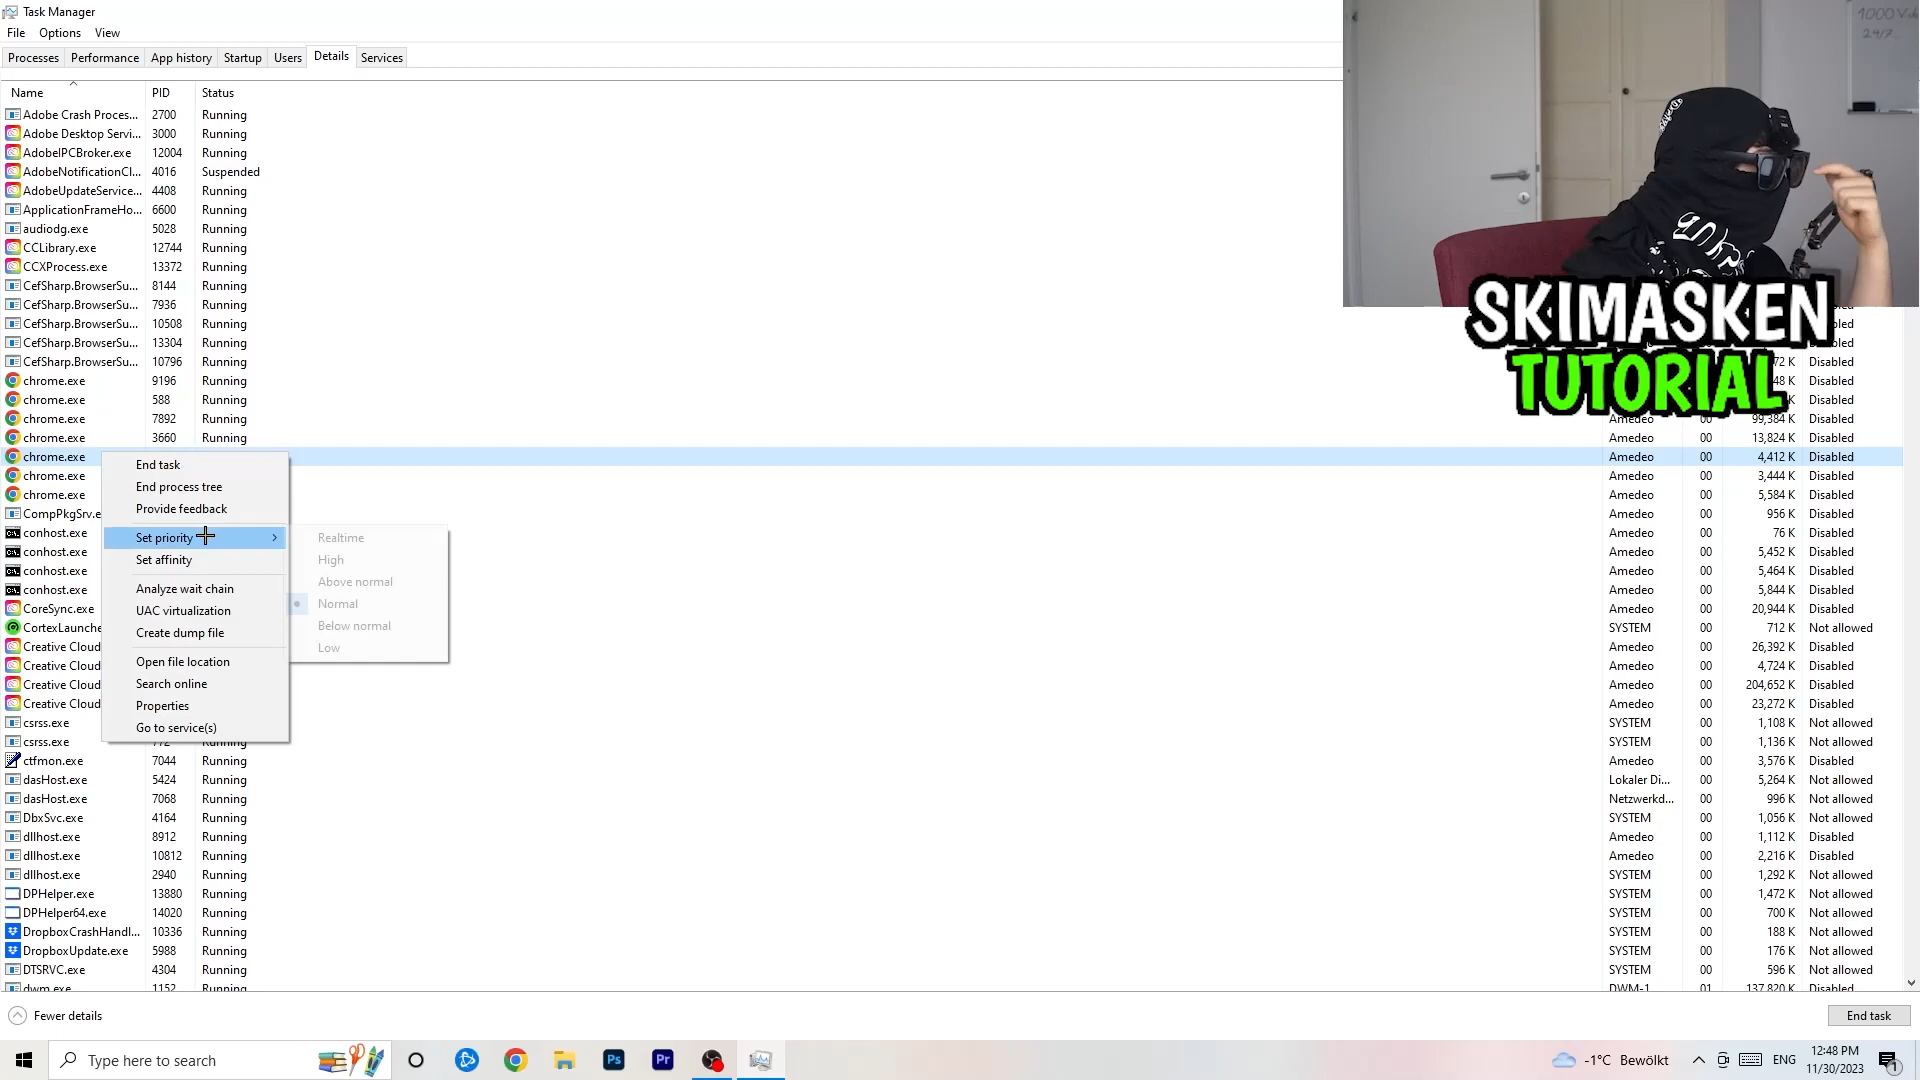 Task Manager
File Options View
Processes Performance App history Startup Users Details Services
Name PID Status
Adobe Crash Proces... 2700 Running
Adobe Desktop Servi... 3000 Running
AdobeIPCBroker.exe 12004 Running
AdobeNotificationCl... 4016 Suspended
AdobeUpdateService... 4408 Running
ApplicationFrameHo... 6600 Running
audiodg.exe 5028 Running
CCLibrary.exe 12744 Running
CCXProcess.exe 13372 Running
CefSharp.BrowserSu... 8144 Running
CefSharp.BrowserSu... 7936 Running
CefSharp.BrowserSu... 10508 Running
CefSharp.BrowserSu... 13304 Running Disabled
CefSharp.BrowserSu... 10796 Running Disabled
chrome.exe 9196 Running Disabled
chrome.exe 588 Running Disabled
chrome.exe 7892 Running Amedeo 00 99,384 K Disabled
chrome.exe 3660 Running Amedeo 00 13,824 K Disabled
chrome.exe Amedeo 00 4,412 K Disabled
chrome.exe Amedeo 00 3,444 K Disabled
chrome.exe Amedeo 00 5,584 K Disabled
CompPkgSrv.e Amedeo 00 956 K Disabled
conhost.exe Amedeo 00 76 K Disabled
conhost.exe Amedeo 00 5,452 K Disabled
conhost.exe Amedeo 00 5,464 K Disabled
conhost.exe Amedeo 00 5,844 K Disabled
CoreSync.exe Amedeo 00 20,944 K Disabled
CortexLaunche SYSTEM 00 712 K Not allowed
Creative Cloud Amedeo 00 26,392 K Disabled
Creative Cloud Amedeo 00 4,724 K Disabled
Creative Cloud Amedeo 00 204,652 K Disabled
Creative Cloud Amedeo 00 23,272 K Disabled
csrss.exe SYSTEM 00 1,108 K Not allowed
csrss.exe 772 Running SYSTEM 00 1,136 K Not allowed
ctfmon.exe 7044 Running Amedeo 00 3,576 K Disabled
dasHost.exe 5424 Running Lokaler Di... 00 5,264 K Not allowed
dasHost.exe 7068 Running Netzwerkd... 00 996 K Not allowed
DbxSvc.exe 4164 Running SYSTEM 00 1,056 K Not allowed
dllhost.exe 8912 Running Amedeo 00 1,112 K Disabled
dllhost.exe 10812 Running Amedeo 00 2,216 K Disabled
dllhost.exe 2940 Running SYSTEM 00 1,292 K Not allowed
DPHelper.exe 13880 Running SYSTEM 00 1,472 K Not allowed
DPHelper64.exe 14020 Running SYSTEM 00 700 K Not allowed
DropboxCrashHandl... 10336 Running SYSTEM 00 188 K Not allowed
DropboxUpdate.exe 5988 Running SYSTEM 00 176 K Not allowed
DTSRVC.exe 4304 Running SYSTEM 00 596 K Not allowed
dwm.exe 1152 Running DWM-1 01 137,820 K Disabled
End task
End process tree
Provide feedback
Set priority
Set affinity
Analyze wait chain
UAC virtualization
Create dump file
Open file location
Search online
Properties
Go to service(s)
Realtime
High
Above normal
Normal
Below normal
Low
SKIMASKEN
TUTORIAL
24/7
Fewer details
End task
Type here to search
Ps
Pr
-1°C Bewölkt
ENG
12:48 PM
11/30/2023
1